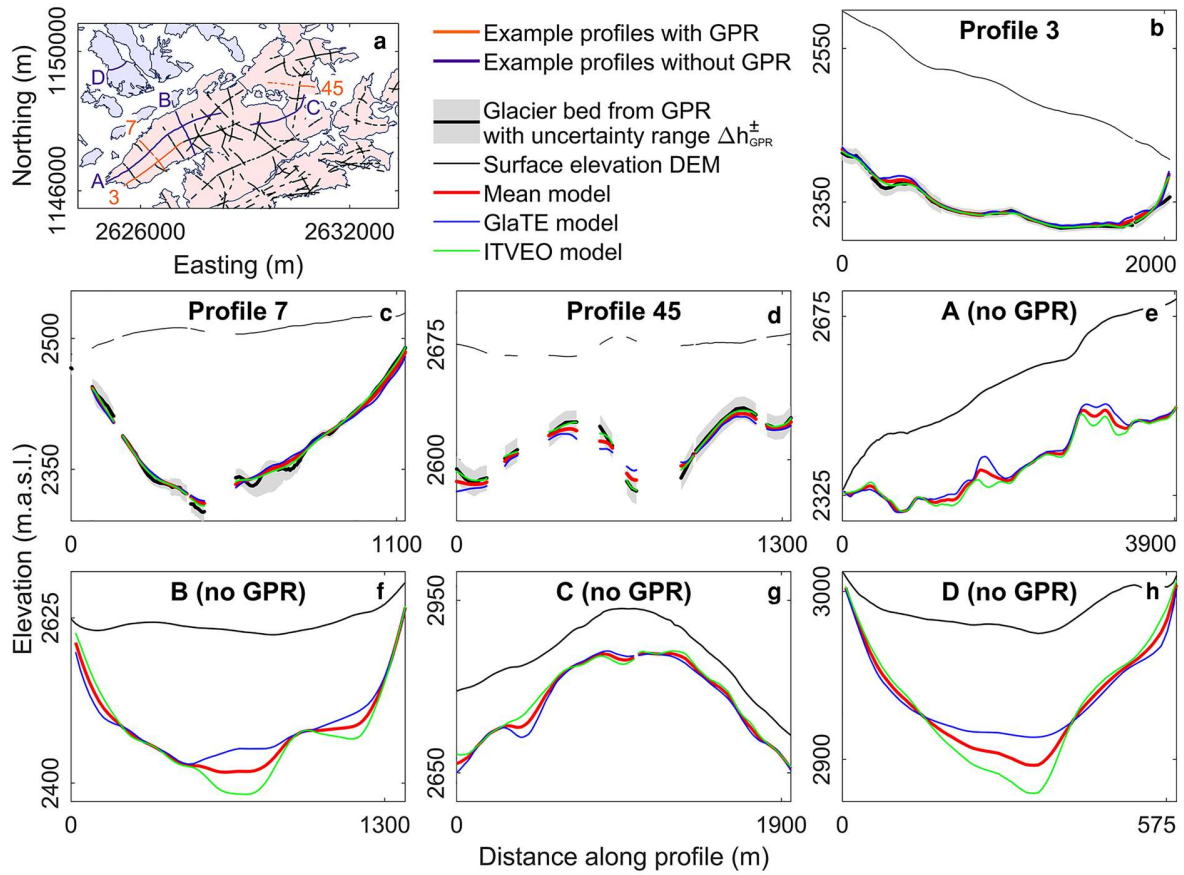 1150000
1146000
Northing (m)
a
D
B
45
C
7
A
3
2626000
2632000
Easting (m)
Example profiles with GPR
Example profiles without GPR
Glacier bed from GPR
with uncertainty range Δh±GPR
Surface elevation DEM
Mean model
GlaTE model
ITVEO model
Profile 3
b
2550
2350
0
2000
Elevation (m.a.s.l.)
Profile 7
c
2500
2350
0
1100
Profile 45
d
2675
2600
0
1300
A (no GPR)
e
2675
2325
0
3900
B (no GPR)
f
2625
2400
0
1300
C (no GPR)
g
2950
2650
0
1900
D (no GPR)
h
3000
2900
0
575
Distance along profile (m)